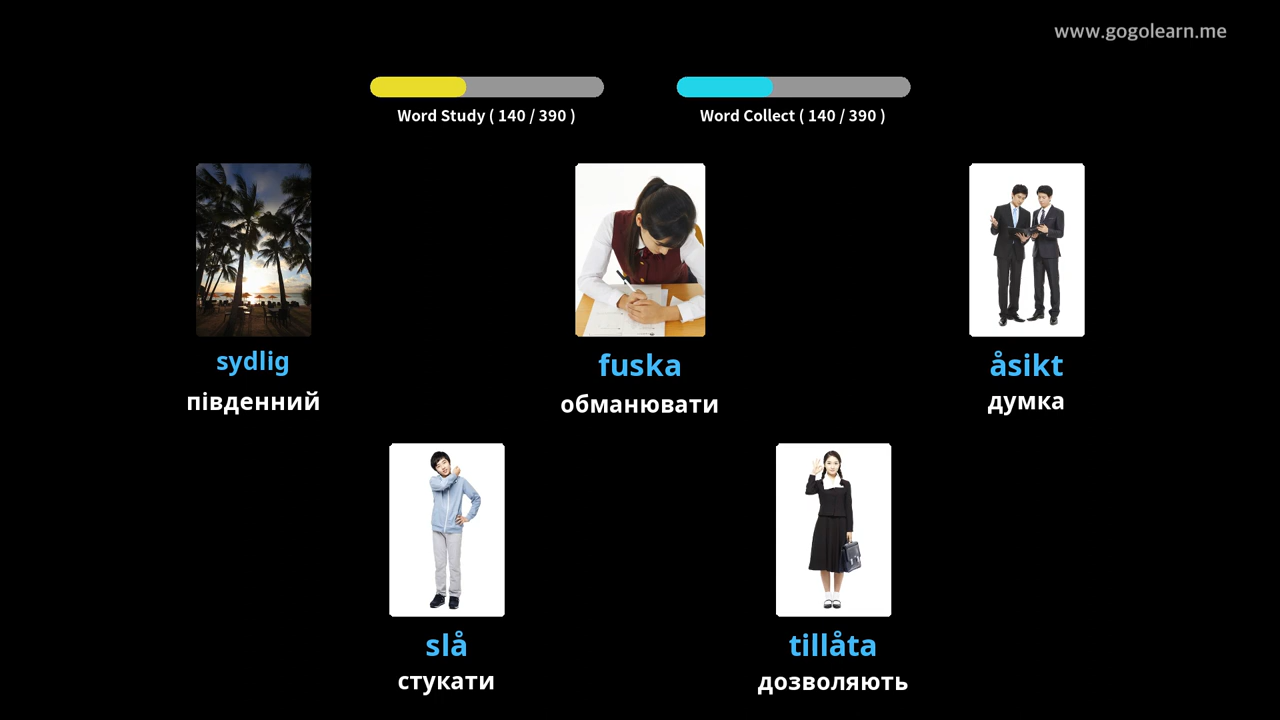 www.gogolearn.me
Word Study ( 140 / 390 )
Word Collect ( 140 / 390 )
sydlig
південний
fuska
обманювати
åsikt
думка
slå
стукати
tillåta
дозволяють